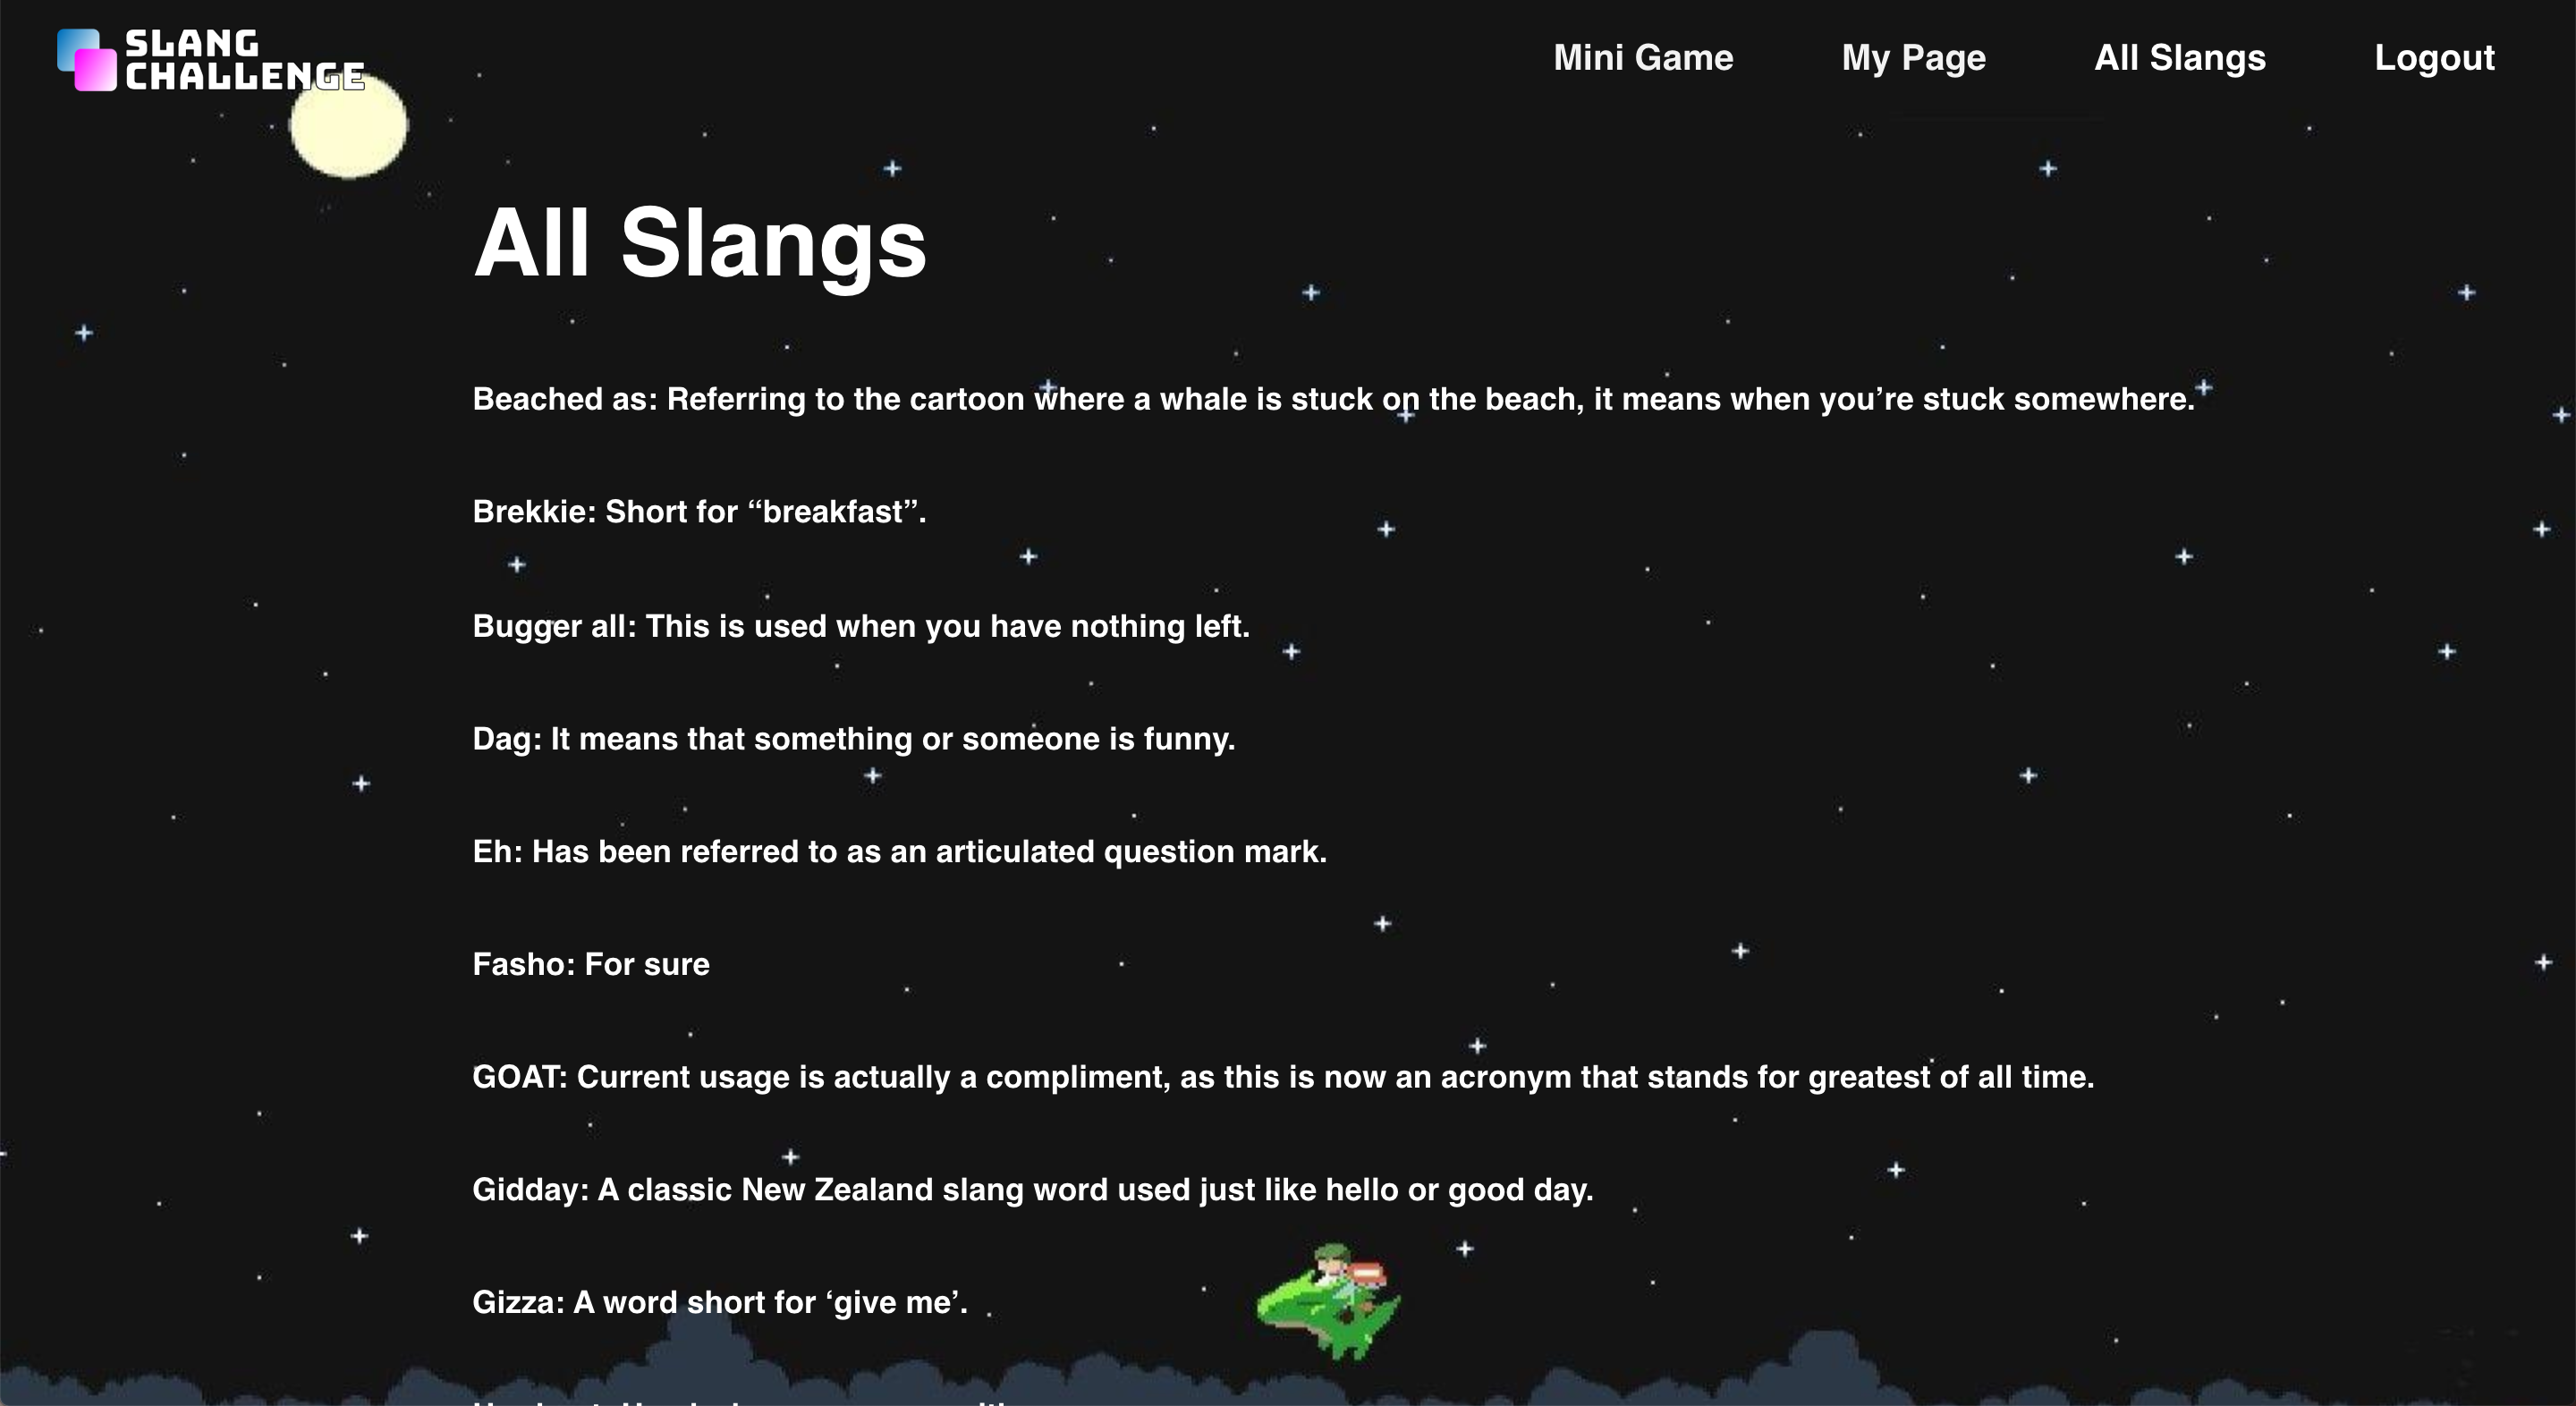 SLANG
CHALLENGE
Mini Game
My Page
All Slangs
Logout
All Slangs
Beached as: Referring to the cartoon where a whale is stuck on the beach, it means when you’re stuck somewhere.
Brekkie: Short for “breakfast”.
Bugger all: This is used when you have nothing left.
Dag: It means that something or someone is funny.
Eh: Has been referred to as an articulated question mark.
Fasho: For sure
GOAT: Current usage is actually a compliment, as this is now an acronym that stands for greatest of all time.
Gidday: A classic New Zealand slang word used just like hello or good day.
Gizza: A word short for ‘give me’.